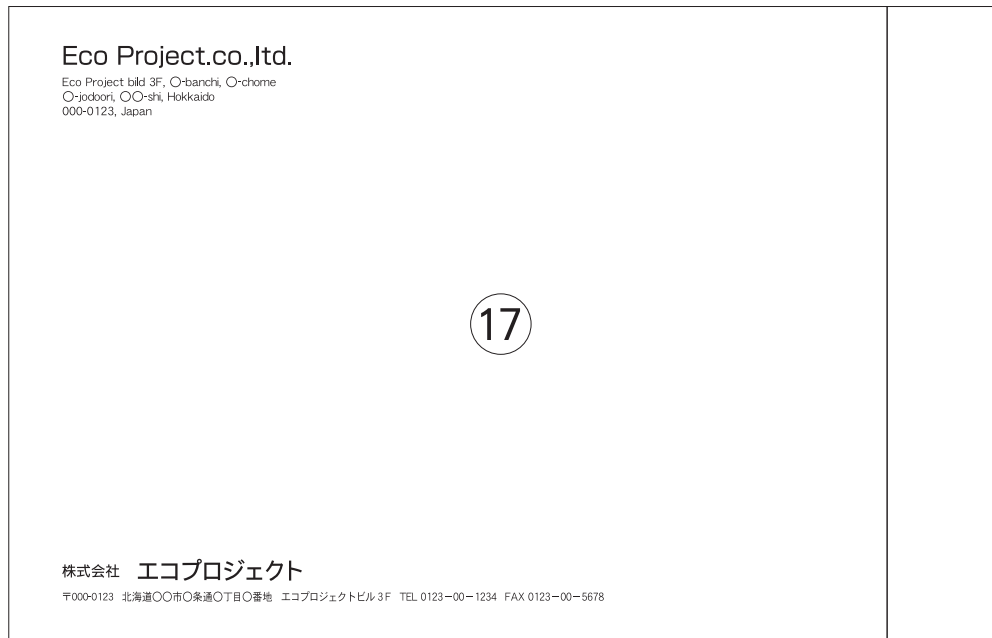 Eco Project.co.,ltd.
Eco Project bild 3F, ○-banchi, ○-chome
○-jodoori, ○○-shi, Hokkaido
000-0123, Japan
17
株式会社 エコプロジェクト
〒000-0123 北海道○○市○条通○丁目○番地 エコプロジェクトビル3F TEL 0123－00－1234 FAX 0123－00－5678